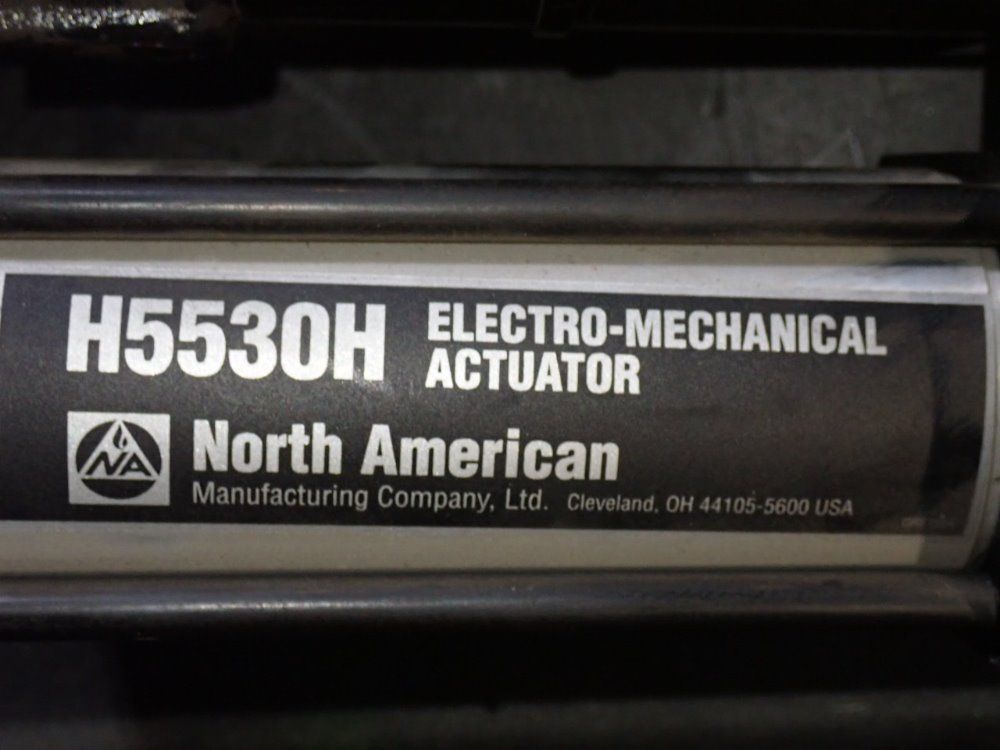 H5530H
ELECTRO-MECHANICAL
ACTUATOR
NA
North American
Manufacturing Company, Ltd. Cleveland, OH 44105-5600 USA